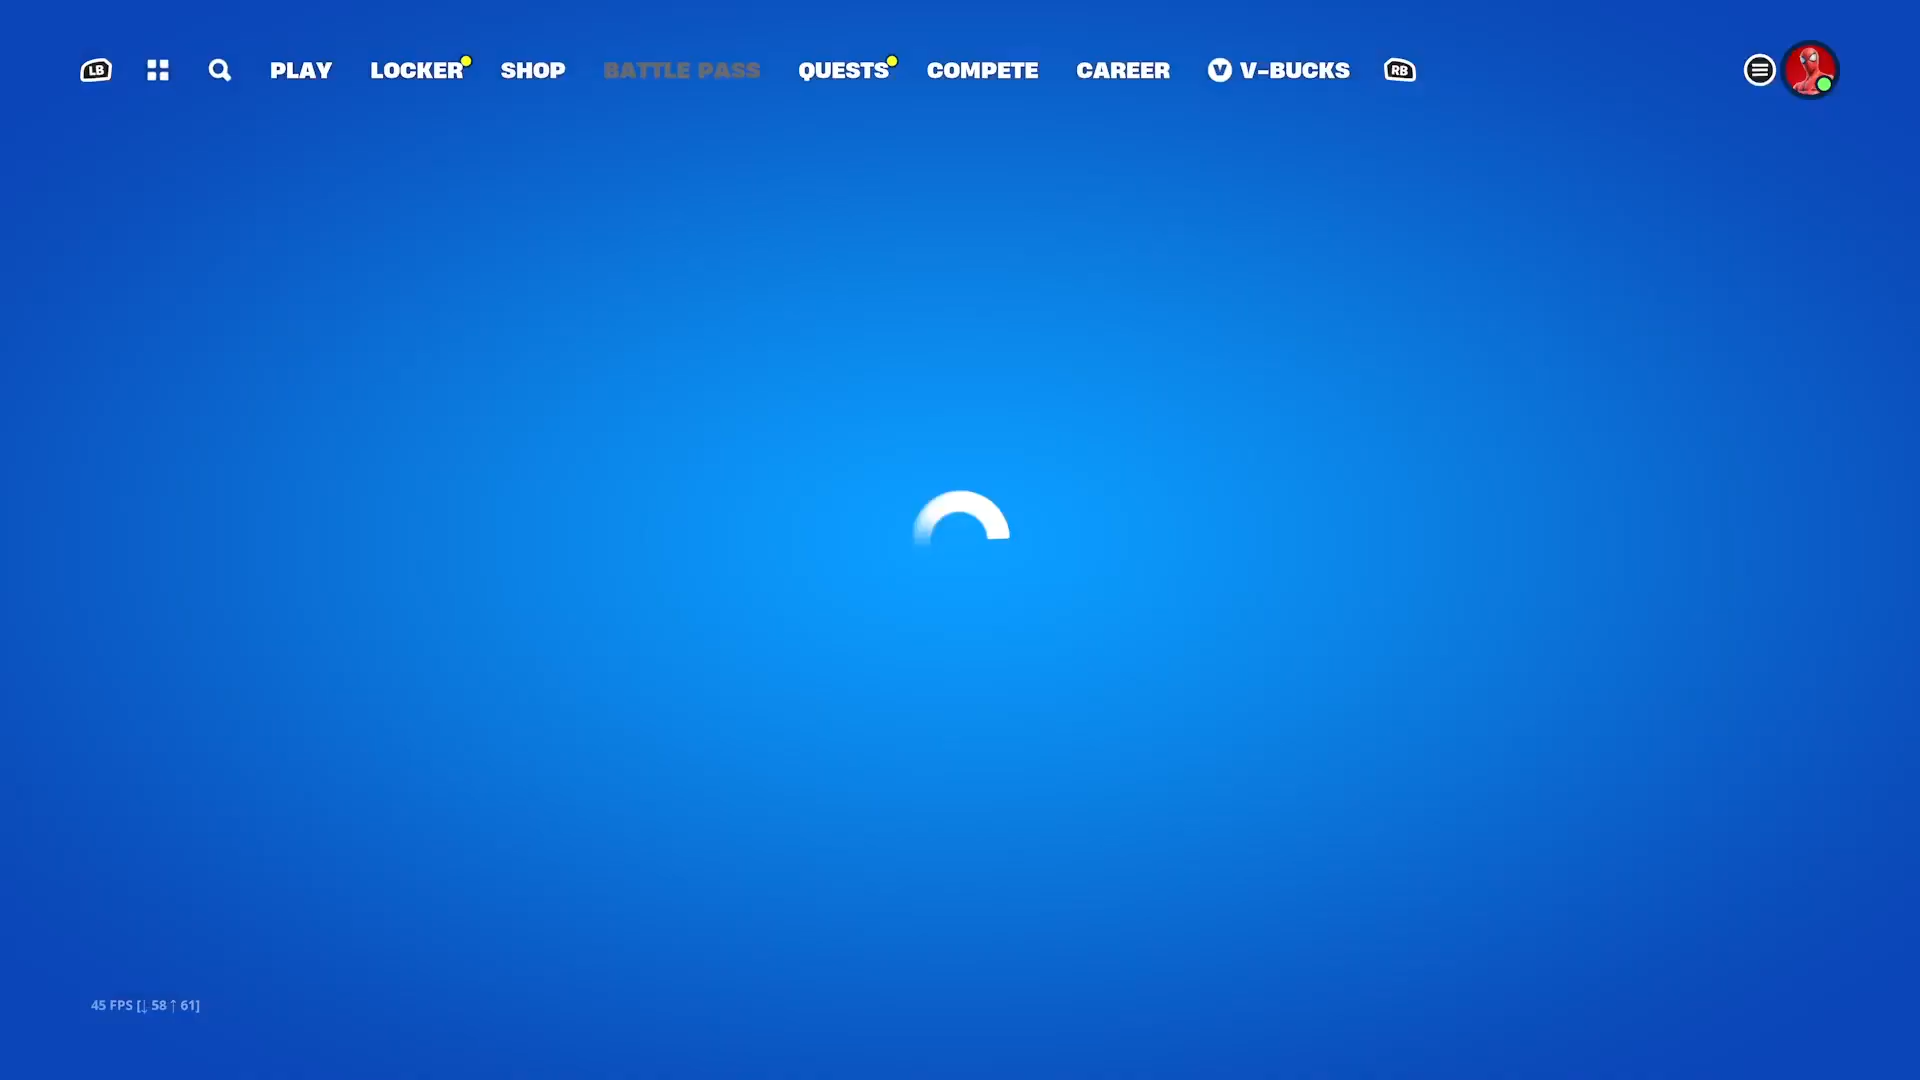 LB PLAY LOCKER SHOP BATTLE PASS QUESTS COMPETE CAREER V V-BUCKS RB
45 FPS [↓ 58 ↑ 61]